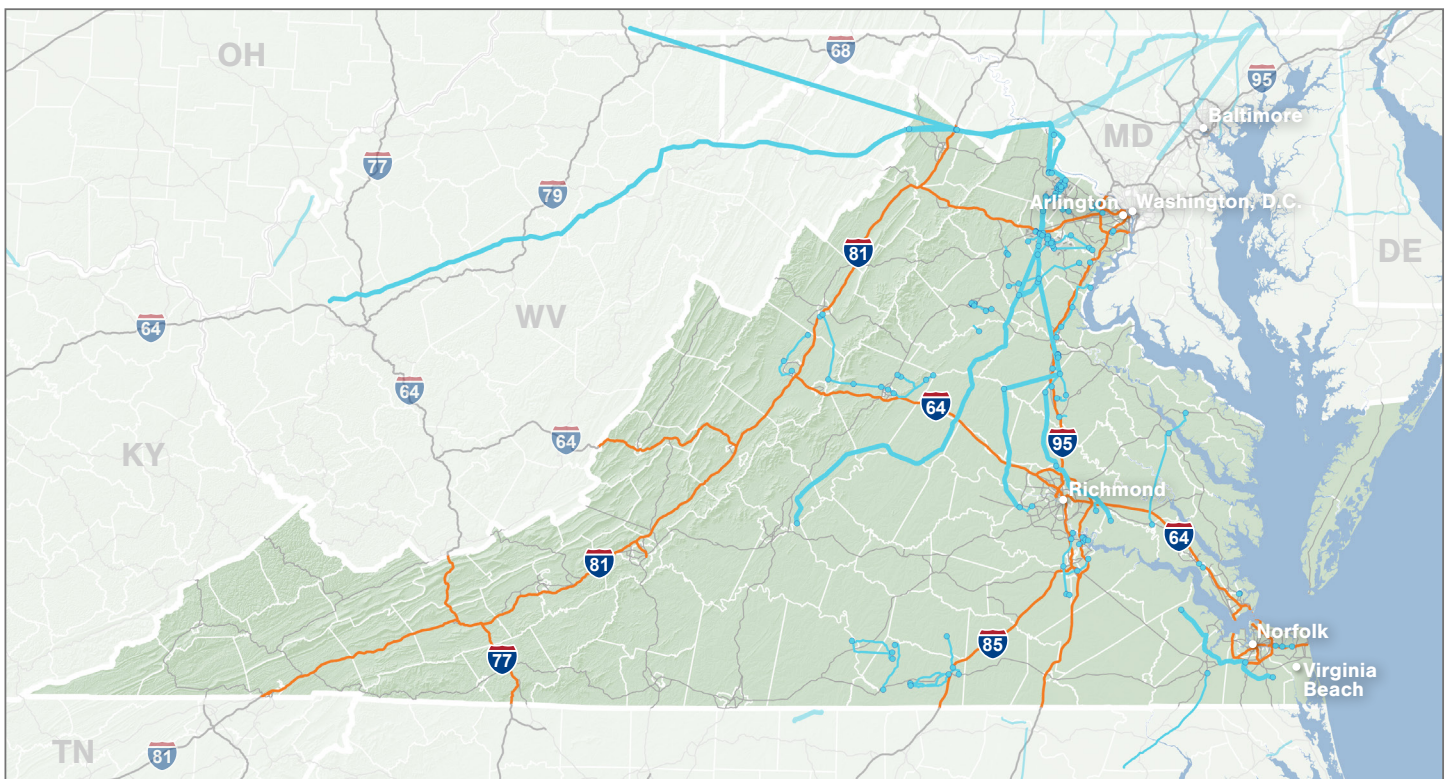 OH
68
95
Baltimore
MD
77
79
Arlington
Washington, D.C.
81
DE
WV
64
64
64
64
KY
95
Richmond
64
81
Norfolk
85
77
Virginia
Beach
TN
81